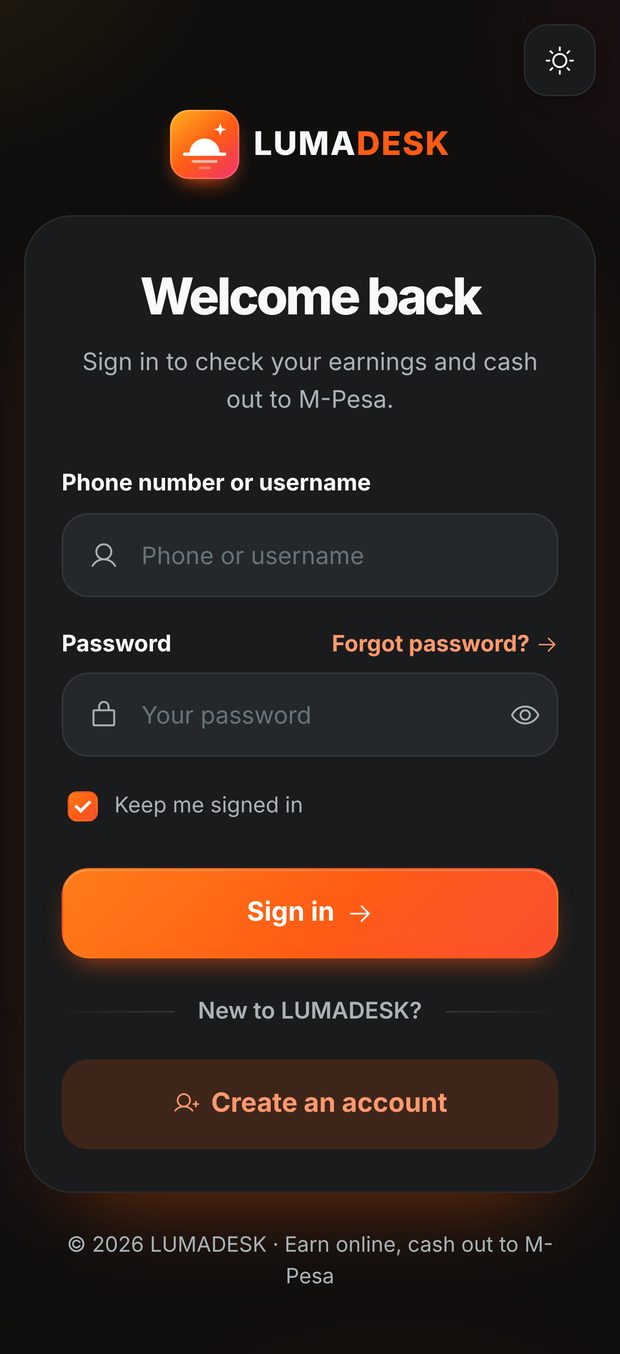 LUMADESK
Welcome back
Sign in to check your earnings and cash
out to M-Pesa.
Phone number or username
Phone or username
Password
Forgot password? →
Your password
Keep me signed in
Sign in →
New to LUMADESK?
Create an account
© 2026 LUMADESK · Earn online, cash out to M-
Pesa